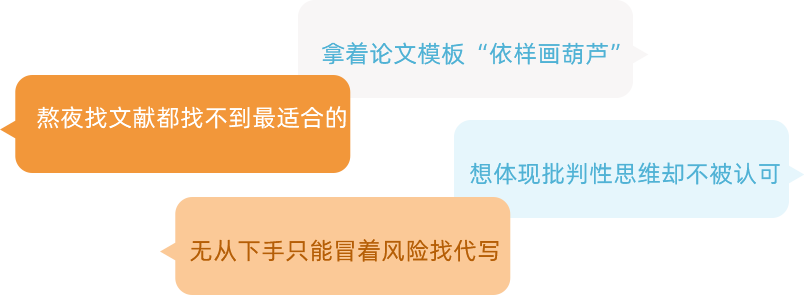 拿着论文模板“依样画葫芦”
熬夜找文献都找不到最适合的
想体现批判性思维却不被认可
无从下手只能冒着风险找代写